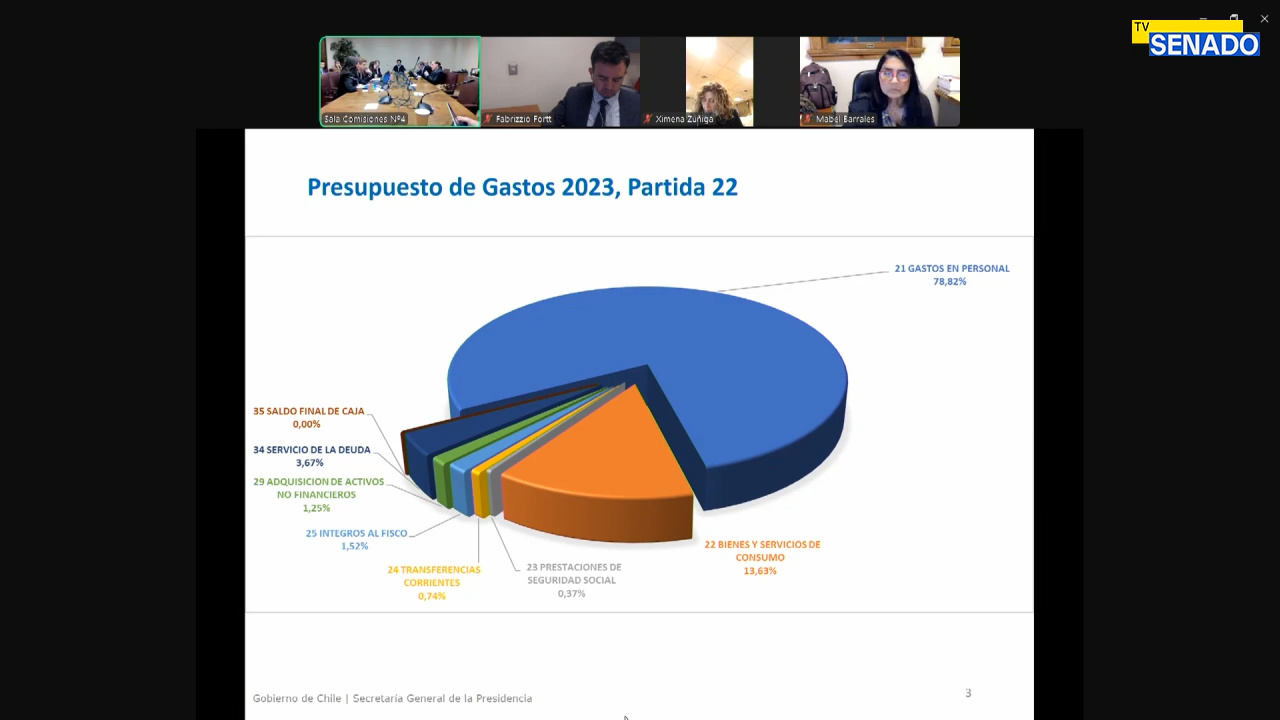 TV
SENADO
Sala Comisiones Nº4
Fabrizzio Fortt
Ximena Zúñiga
Mabel Barrales
Presupuesto de Gastos 2023, Partida 22
21 GASTOS EN PERSONAL
78,82%
35 SALDO FINAL DE CAJA
0,00%
34 SERVICIO DE LA DEUDA
3,67%
29 ADQUISICION DE ACTIVOS
NO FINANCIEROS
1,25%
25 INTEGROS AL FISCO
1,52%
24 TRANSFERENCIAS
CORRIENTES
0,74%
23 PRESTACIONES DE
SEGURIDAD SOCIAL
0,37%
22 BIENES Y SERVICIOS DE
CONSUMO
13,63%
Gobierno de Chile | Secretaría General de la Presidencia
3